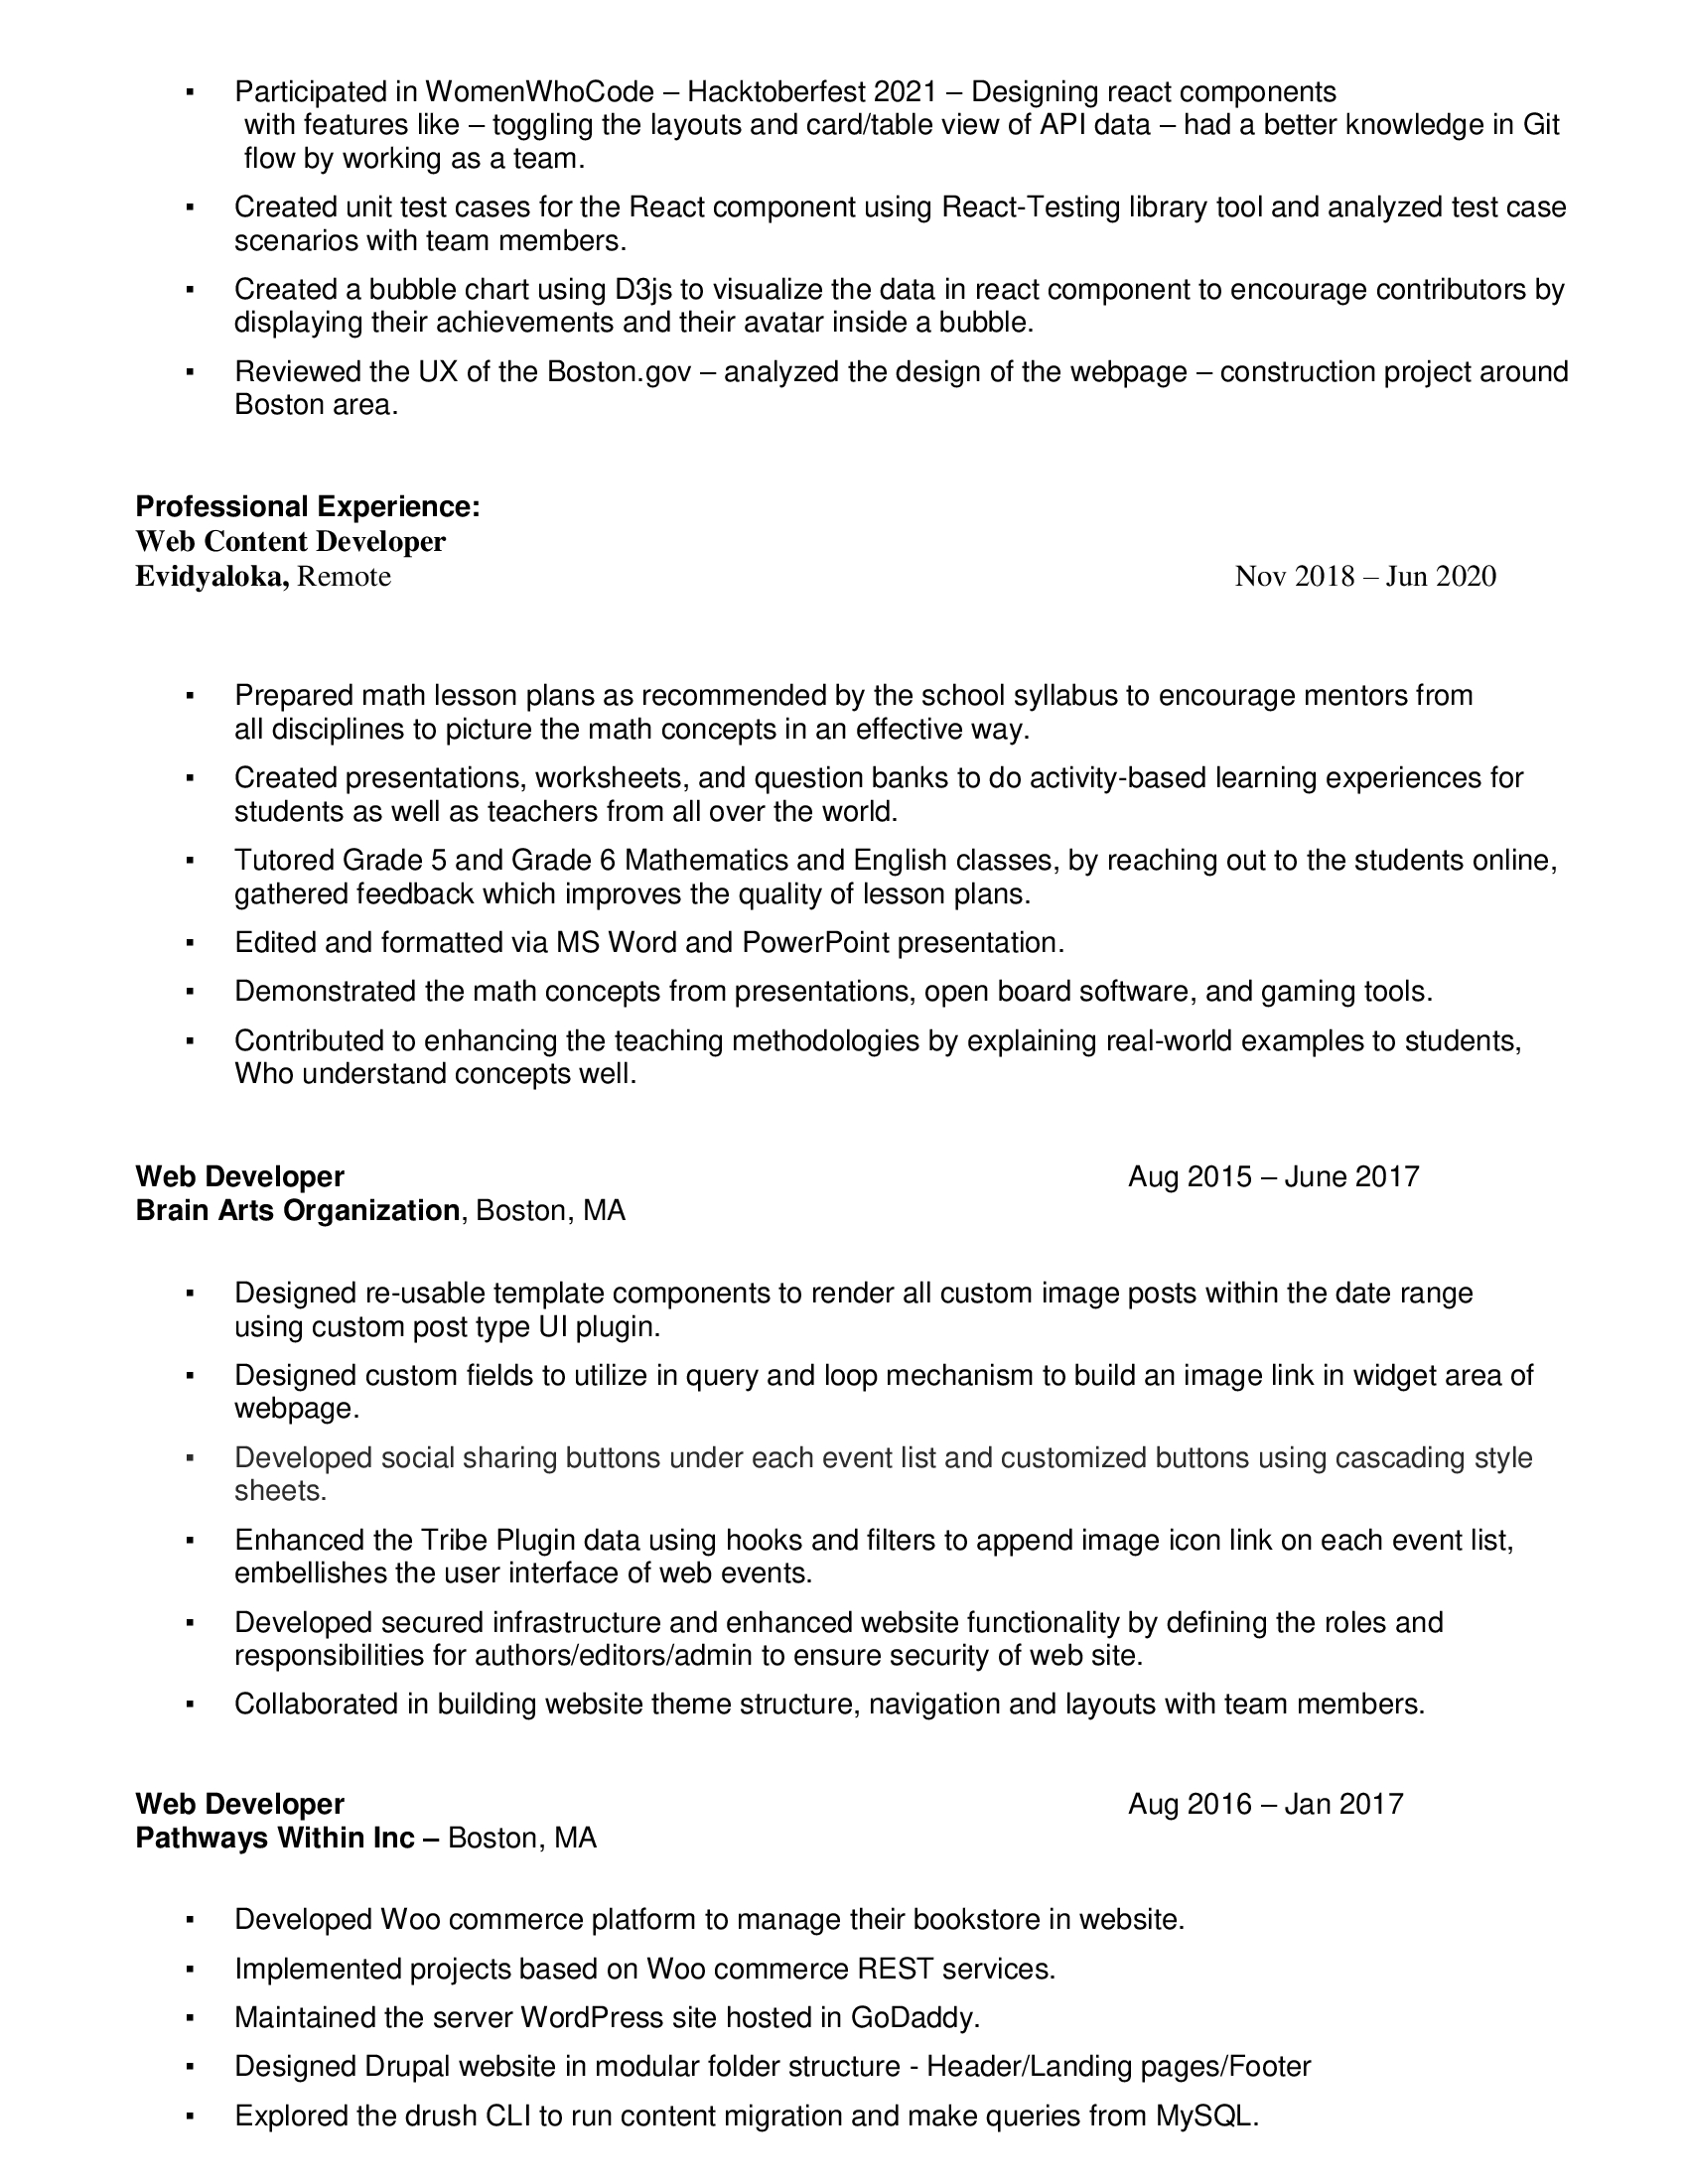 ▪ Participated in WomenWhoCode – Hacktoberfest 2021 – Designing react components
with features like – toggling the layouts and card/table view of API data – had a better knowledge in Git
flow by working as a team.
▪ Created unit test cases for the React component using React-Testing library tool and analyzed test case
scenarios with team members.
▪ Created a bubble chart using D3js to visualize the data in react component to encourage contributors by
displaying their achievements and their avatar inside a bubble.
▪ Reviewed the UX of the Boston.gov – analyzed the design of the webpage – construction project around
Boston area.
Professional Experience:
Web Content Developer
Evidyaloka, Remote Nov 2018 – Jun 2020
▪ Prepared math lesson plans as recommended by the school syllabus to encourage mentors from
all disciplines to picture the math concepts in an effective way.
▪ Created presentations, worksheets, and question banks to do activity-based learning experiences for
students as well as teachers from all over the world.
▪ Tutored Grade 5 and Grade 6 Mathematics and English classes, by reaching out to the students online,
gathered feedback which improves the quality of lesson plans.
▪ Edited and formatted via MS Word and PowerPoint presentation.
▪ Demonstrated the math concepts from presentations, open board software, and gaming tools.
▪ Contributed to enhancing the teaching methodologies by explaining real-world examples to students,
Who understand concepts well.
Web Developer Aug 2015 – June 2017
Brain Arts Organization, Boston, MA
▪ Designed re-usable template components to render all custom image posts within the date range
using custom post type UI plugin.
▪ Designed custom fields to utilize in query and loop mechanism to build an image link in widget area of
webpage.
▪ Developed social sharing buttons under each event list and customized buttons using cascading style
sheets.
▪ Enhanced the Tribe Plugin data using hooks and filters to append image icon link on each event list,
embellishes the user interface of web events.
▪ Developed secured infrastructure and enhanced website functionality by defining the roles and
responsibilities for authors/editors/admin to ensure security of web site.
▪ Collaborated in building website theme structure, navigation and layouts with team members.
Web Developer Aug 2016 – Jan 2017
Pathways Within Inc – Boston, MA
▪ Developed Woo commerce platform to manage their bookstore in website.
▪ Implemented projects based on Woo commerce REST services.
▪ Maintained the server WordPress site hosted in GoDaddy.
▪ Designed Drupal website in modular folder structure - Header/Landing pages/Footer
▪ Explored the drush CLI to run content migration and make queries from MySQL.